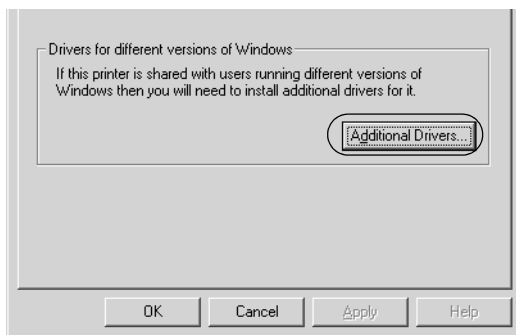 Drivers for different versions of Windows
If this printer is shared with users running different versions of
Windows then you will need to install additional drivers for it.
Additional Drivers...
OK Cancel Apply Help